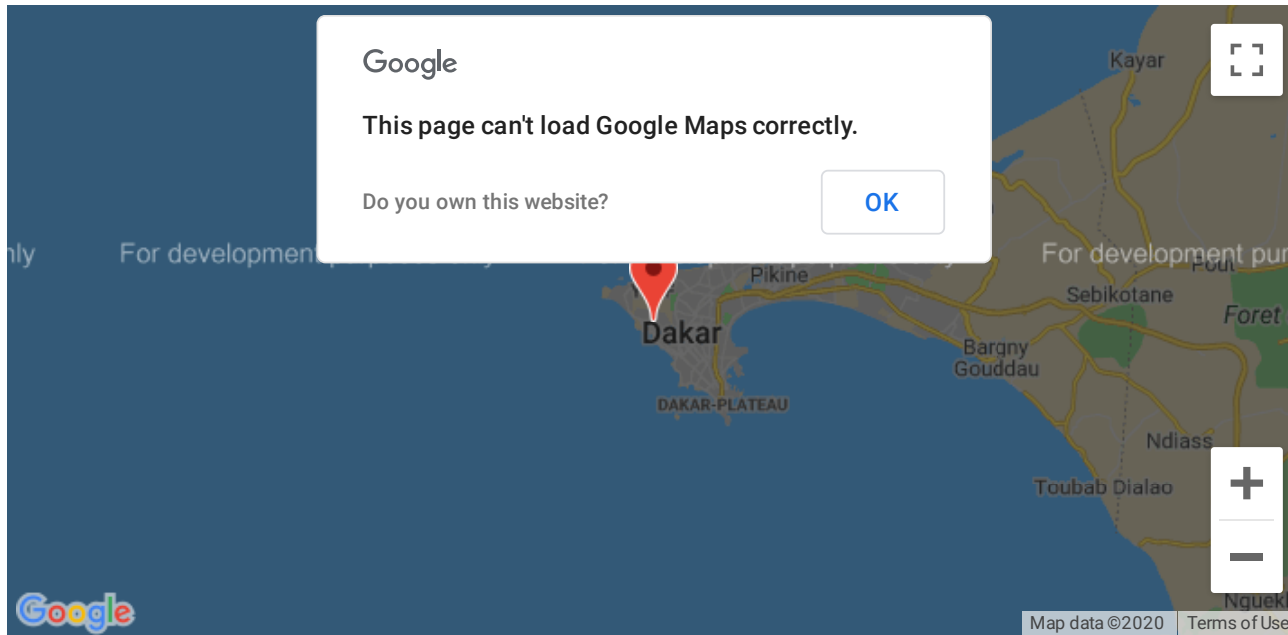 Google
This page can't load Google Maps correctly.
Do you own this website?
OK
Kayar
For development
For development pur
Pout
Pikine
Sebikotane
Foret
Dakar
Bargny
Gouddau
DAKAR-PLATEAU
Ndiass
Toubab Dialao
Google
Map data ©2020
Terms of Use